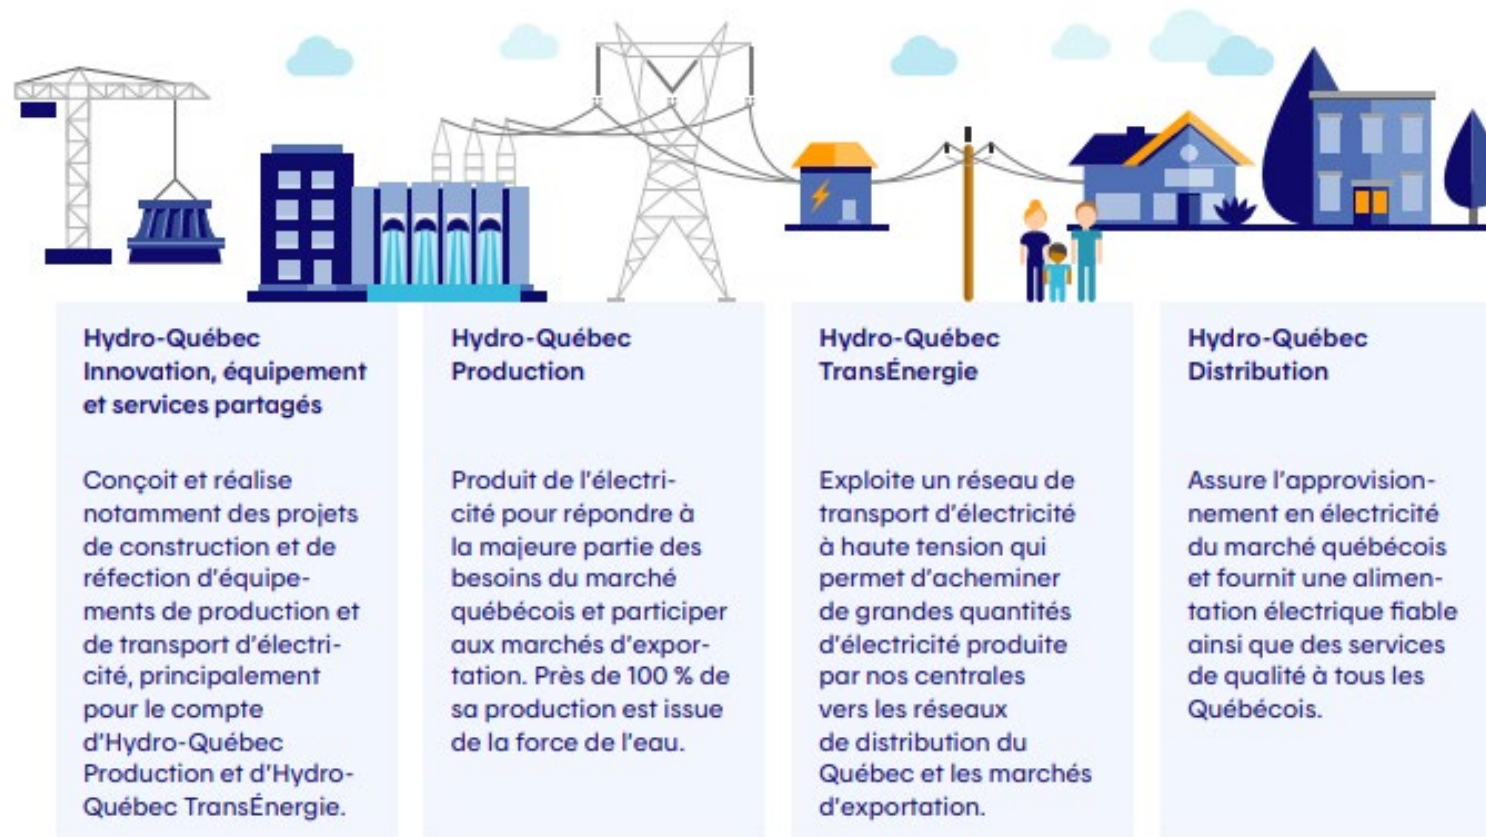 Hydro-Québec
Innovation, équipement
et services partagés
Conçoit et réalise
notamment des projets
de construction et de
réfection d'équipe-
ments de production et
de transport d'électri-
cité, principalement
pour le compte
d'Hydro-Québec
Production et d'Hydro-
Québec TransÉnergie.
Hydro-Québec
Production
Produit de l'électri-
cité pour répondre à
la majeure partie des
besoins du marché
québécois et participer
aux marchés d'expor-
tation. Près de 100 % de
sa production est issue
de la force de l'eau.
Hydro-Québec
TransÉnergie
Exploite un réseau de
transport d'électricité
à haute tension qui
permet d'acheminer
de grandes quantités
d'électricité produite
par nos centrales
vers les réseaux
de distribution du
Québec et les marchés
d'exportation.
Hydro-Québec
Distribution
Assure l'approvision-
nement en électricité
du marché québécois
et fournit une alimen-
tation électrique fiable
ainsi que des services
de qualité à tous les
Québécois.